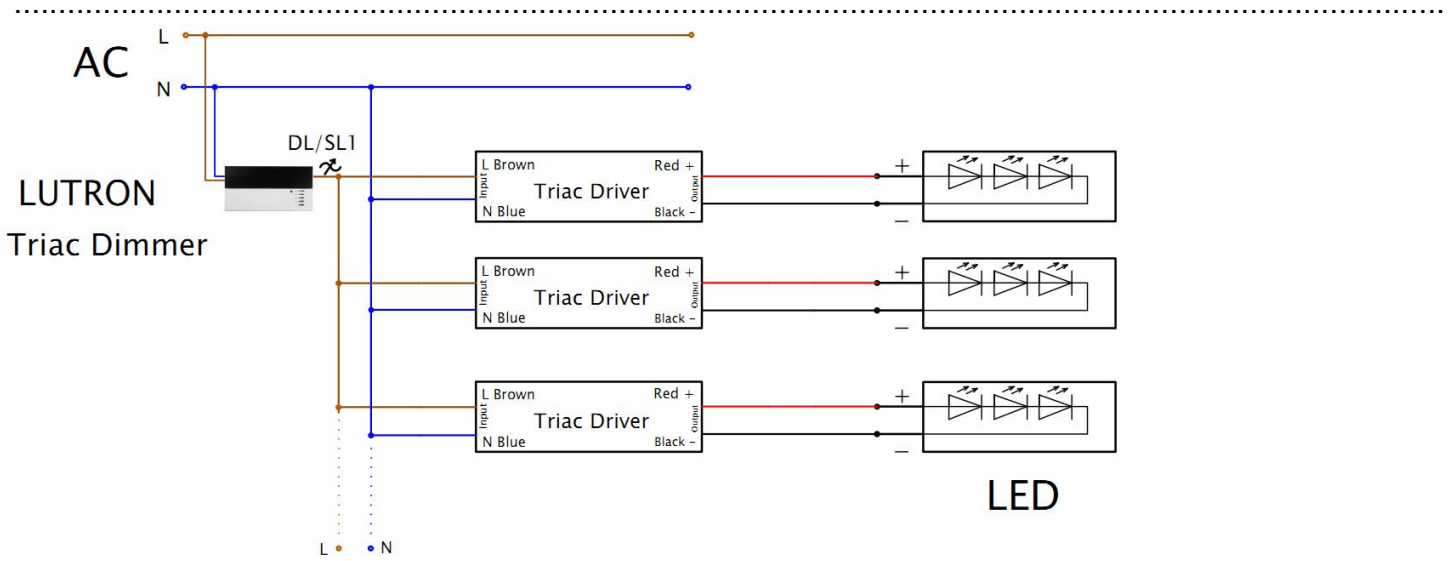 AC
L
N
DL/SL1
LUTRON
Triac Dimmer
L Brown
Red +
Input
Triac Driver
Output
N Blue
Black –
+
–
L Brown
Red +
Input
Triac Driver
Output
N Blue
Black –
+
–
L Brown
Red +
Input
Triac Driver
Output
N Blue
Black –
+
–
LED
L
N